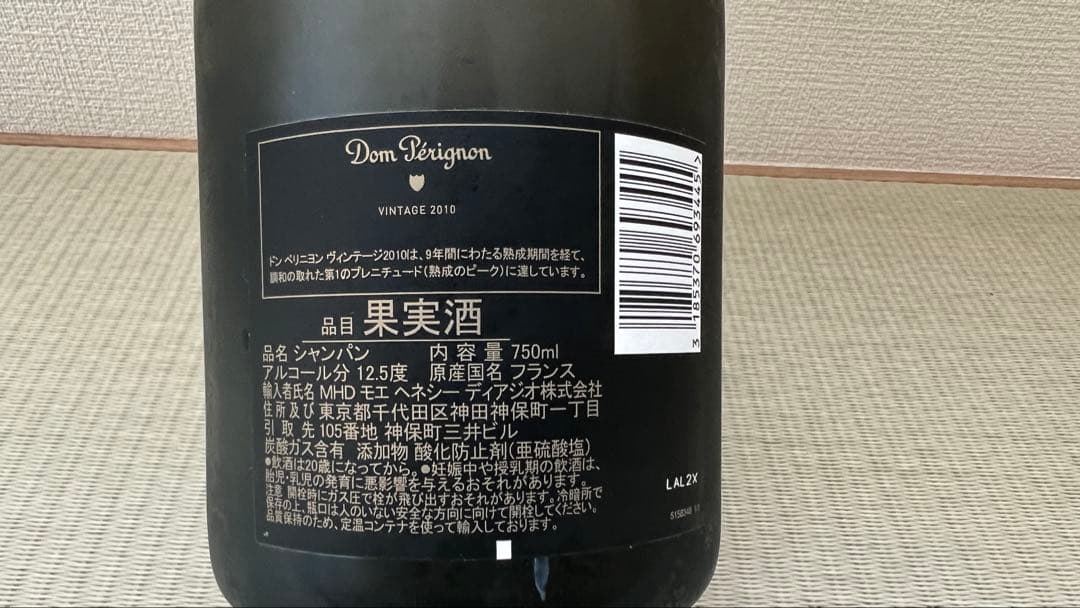 Dom Pérignon
VINTAGE 2010
ドン ペリニヨン ヴィンテージ2010は、9年間にわたる熟成期間を経て、
調和の取れた第1のプレニチュード(熟成のピーク)に達しています。
品目 果実酒
品名 シャンパン 内容量 750ml
アルコール分 12.5度 原産国名 フランス
輸入者氏名 MHD モエ ヘネシー ディアジオ株式会社
住所及び 東京都千代田区神田神保町一丁目
引取先 105番地 神保町三井ビル
炭酸ガス含有 添加物 酸化防止剤(亜硫酸塩)
●飲酒は20歳になってから。●妊娠中や授乳期の飲酒は、
胎児・乳児の発育に悪影響を与えるおそれがあります。
注意 開栓時にガス圧で栓が飛び出すおそれがあります。冷暗所で
保存の上、瓶口は人のいない安全な方向に向けて開栓してください。
品質保持のため、定温コンテナを使って輸入しております。
3 185370 693445 >
LAL2X